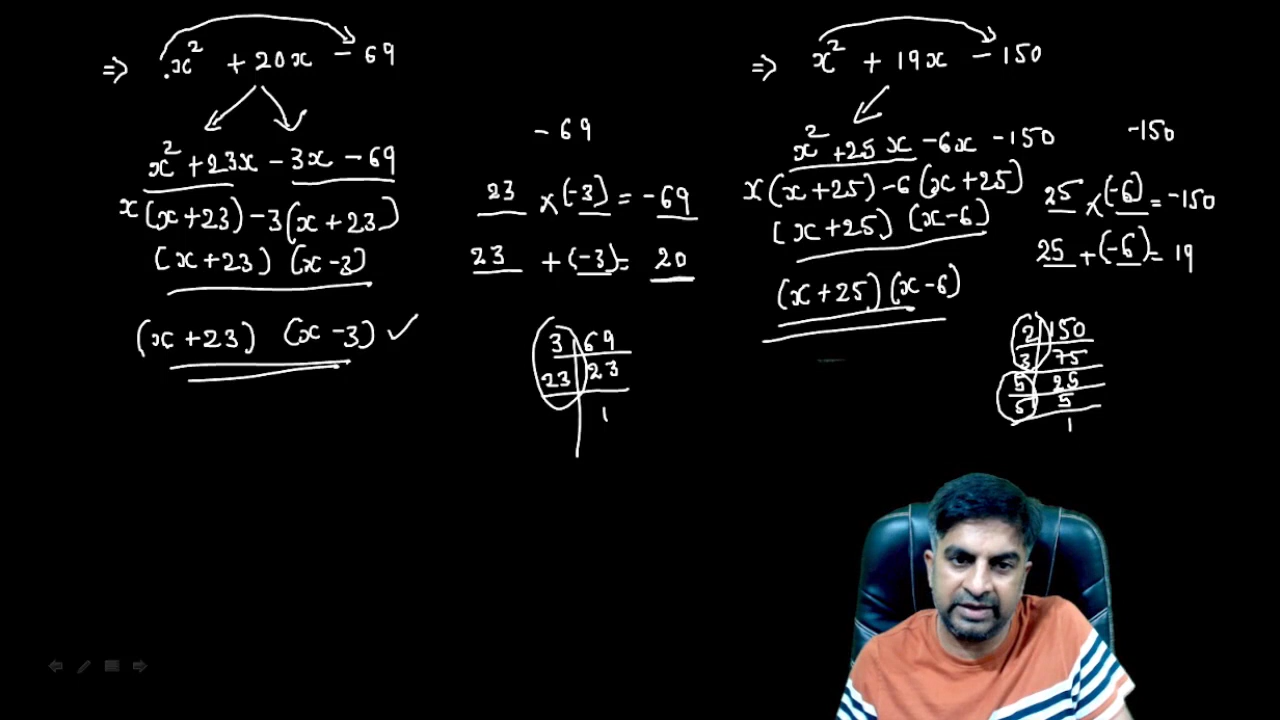 ⇒ x² + 20x - 69
x² + 23x - 3x - 69
x(x+23) - 3(x+23)
(x+23) (x-3)
(x+23) (x-3) ✓
-69
23 × (-3) = -69
23 + (-3) = 20
3 | 69
23 | 23
1
⇒ x² + 19x - 150
x² + 25x - 6x - 150
x(x+25) - 6(x+25)
(x+25) (x-6)
(x+25) (x-6)
-150
25 × (-6) = -150
25 + (-6) = 19
2 | 150
3 | 75
5 | 25
5 | 5
1